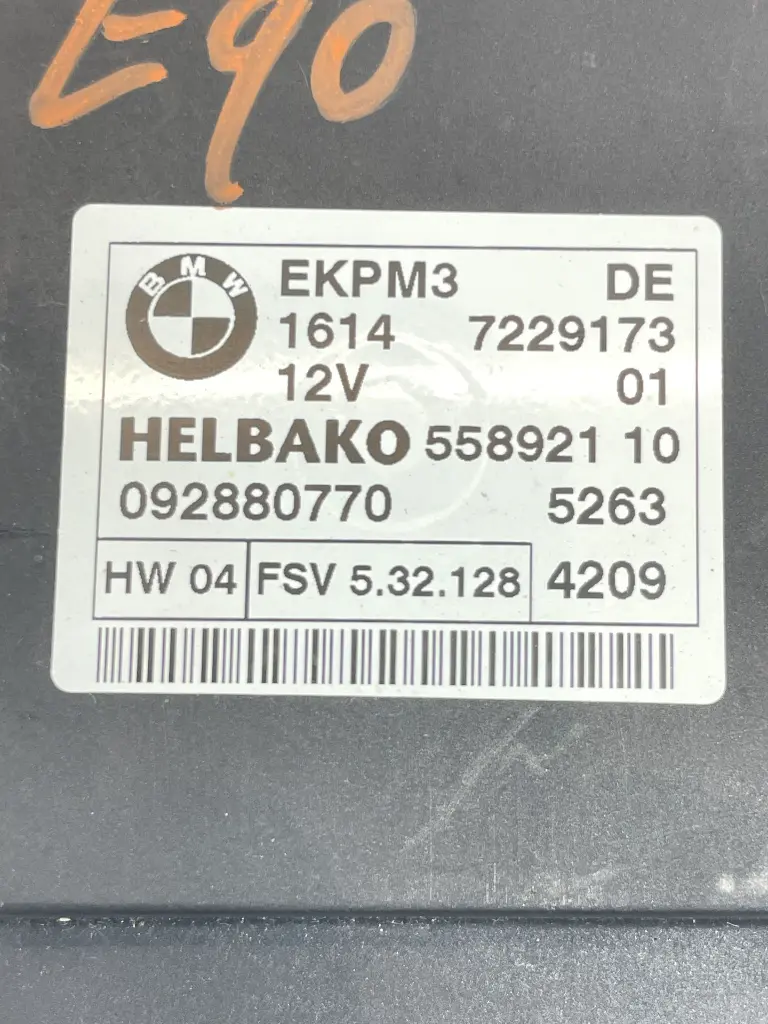 E90
BMW
EKPM3 DE
1614 7229173
12V 01
HELBAKO 558921 10
092880770 5263
HW 04 FSV 5.32.128 4209